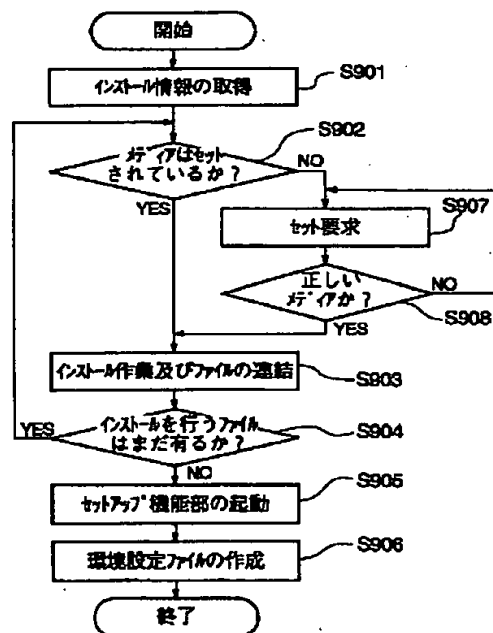 開始
インストール情報の取得
S901
メディアはセット
されているか?
S902
NO
YES
セット要求
S907
正しい
メディアか?
NO
S908
YES
インストール作業及びファイルの連結
S903
インストールを行うファイル
はまだ有るか?
YES
S904
NO
セットアップ機能部の起動
S905
環境設定ファイルの作成
S906
終了